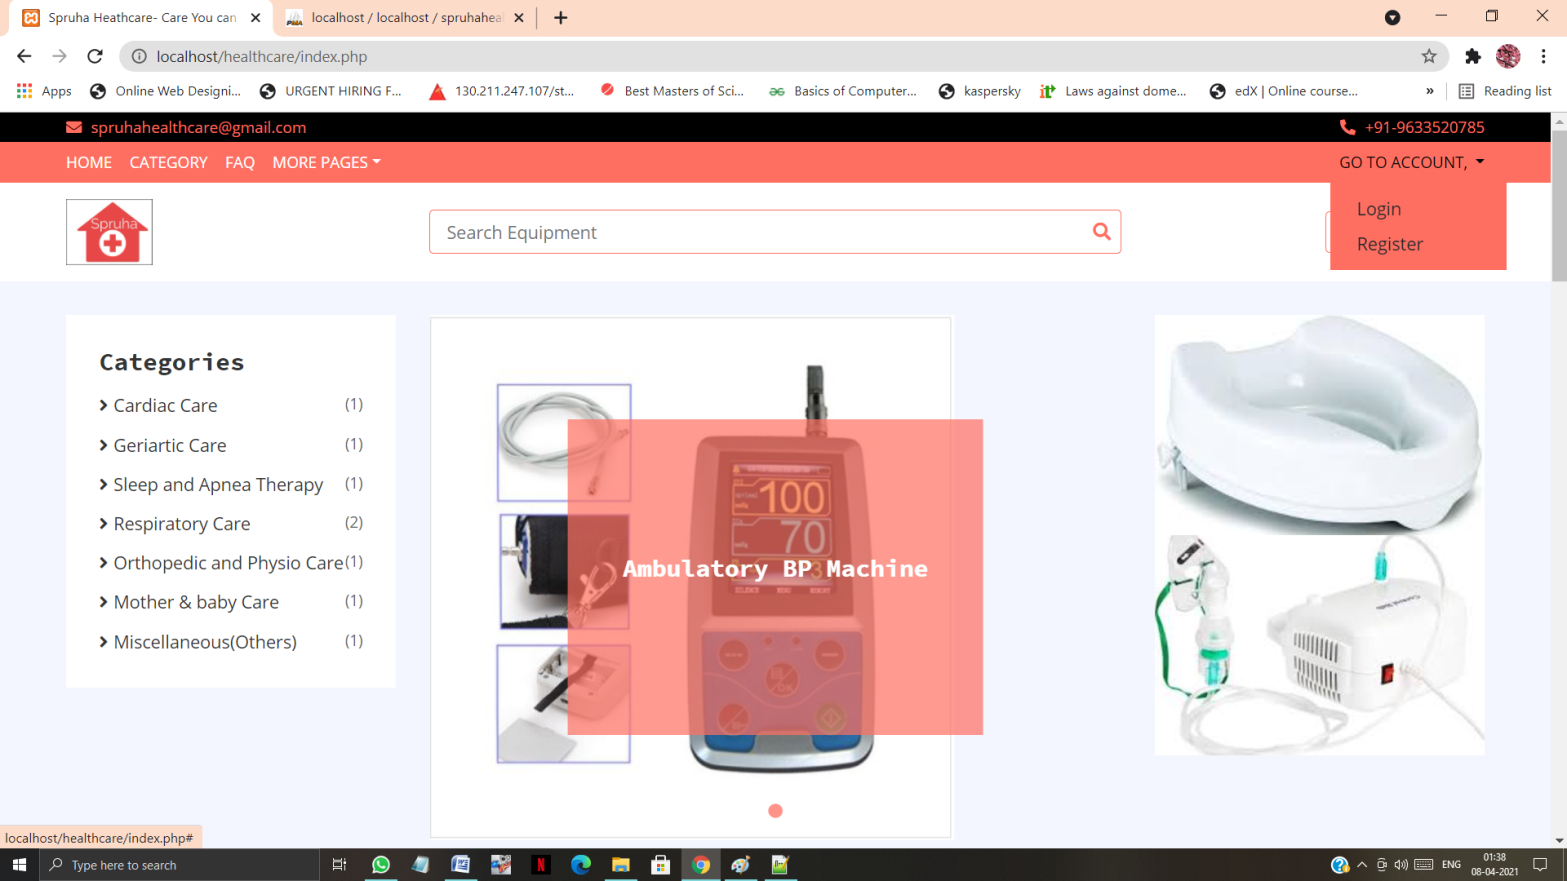 Spruha Heathcare- Care You can
localhost / localhost / spruhaheal
localhost/healthcare/index.php
Apps
Online Web Designi...
URGENT HIRING F...
130.211.247.107/st...
Best Masters of Sci...
Basics of Computer...
kaspersky
Laws against dome...
edX | Online course...
»
Reading list
spruhahealthcare@gmail.com
+91-9633520785
HOME
CATEGORY
FAQ
MORE PAGES
GO TO ACCOUNT,
Login
Register
Spruha
Search Equipment
Categories
Cardiac Care (1)
Geriartic Care (1)
Sleep and Apnea Therapy (1)
Respiratory Care (2)
Orthopedic and Physio Care(1)
Mother & baby Care (1)
Miscellaneous(Others) (1)
100
70
3
Ambulatory BP Machine
localhost/healthcare/index.php#
Type here to search
ENG
01:38
08-04-2021